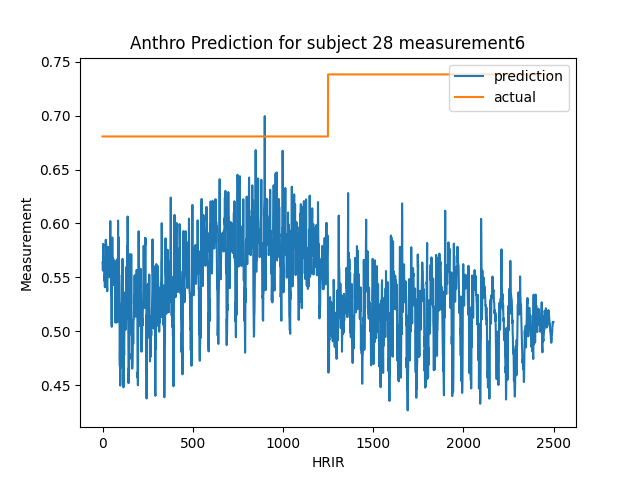 Anthro Prediction for subject 28 measurement6
prediction
actual
Measurement
0.75
0.70
0.65
0.60
0.55
0.50
0.45
0 500 1000 1500 2000 2500
HRIR